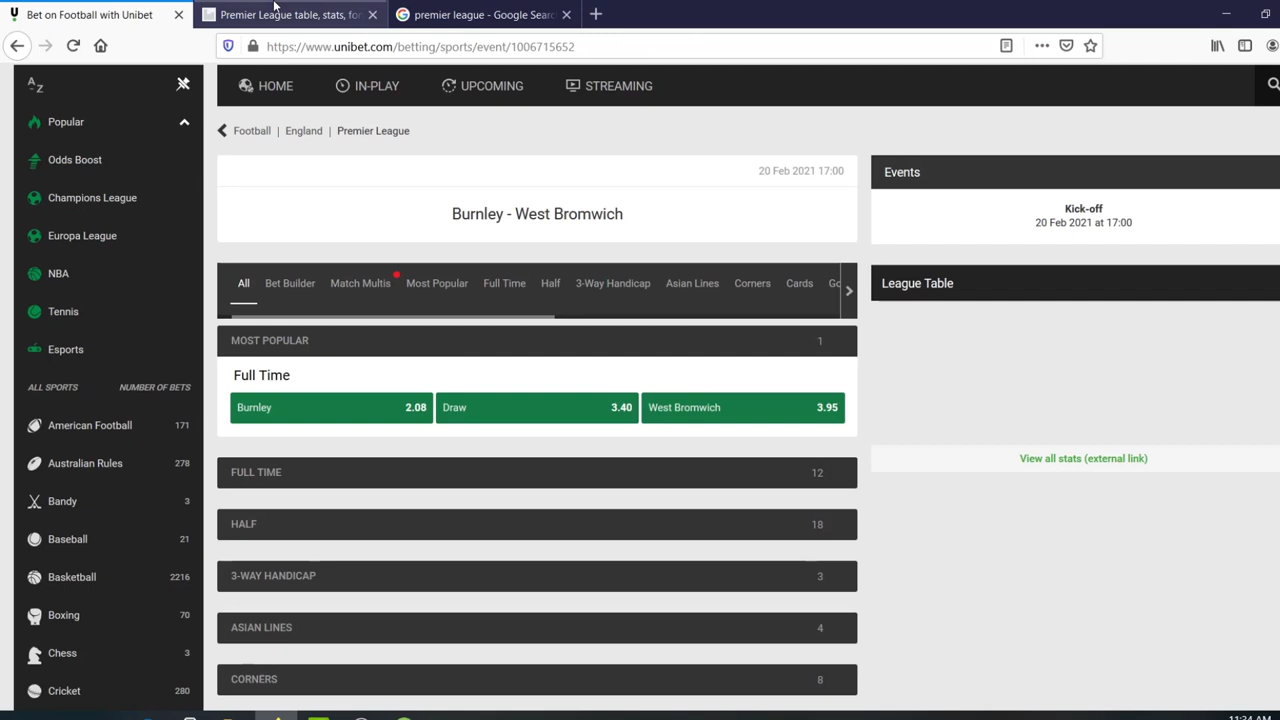 Bet on Football with Unibet
Premier League table, stats, for
premier league - Google Searc
https://www.unibet.com/betting/sports/event/1006715652
A-Z
Popular
Odds Boost
Champions League
Europa League
NBA
Tennis
Esports
ALL SPORTS NUMBER OF BETS
American Football 171
Australian Rules 278
Bandy 3
Baseball 21
Basketball 2216
Boxing 70
Chess 3
Cricket 280
HOME IN-PLAY UPCOMING STREAMING
Football | England | Premier League
20 Feb 2021 17:00
Burnley - West Bromwich
All Bet Builder Match Multis Most Popular Full Time Half 3-Way Handicap Asian Lines Corners Cards Go
MOST POPULAR 1
Full Time
Burnley 2.08 Draw 3.40 West Bromwich 3.95
FULL TIME 12
HALF 18
3-WAY HANDICAP 3
ASIAN LINES 4
CORNERS 8
Events
Kick-off
20 Feb 2021 at 17:00
League Table
View all stats (external link)
11:34 AM